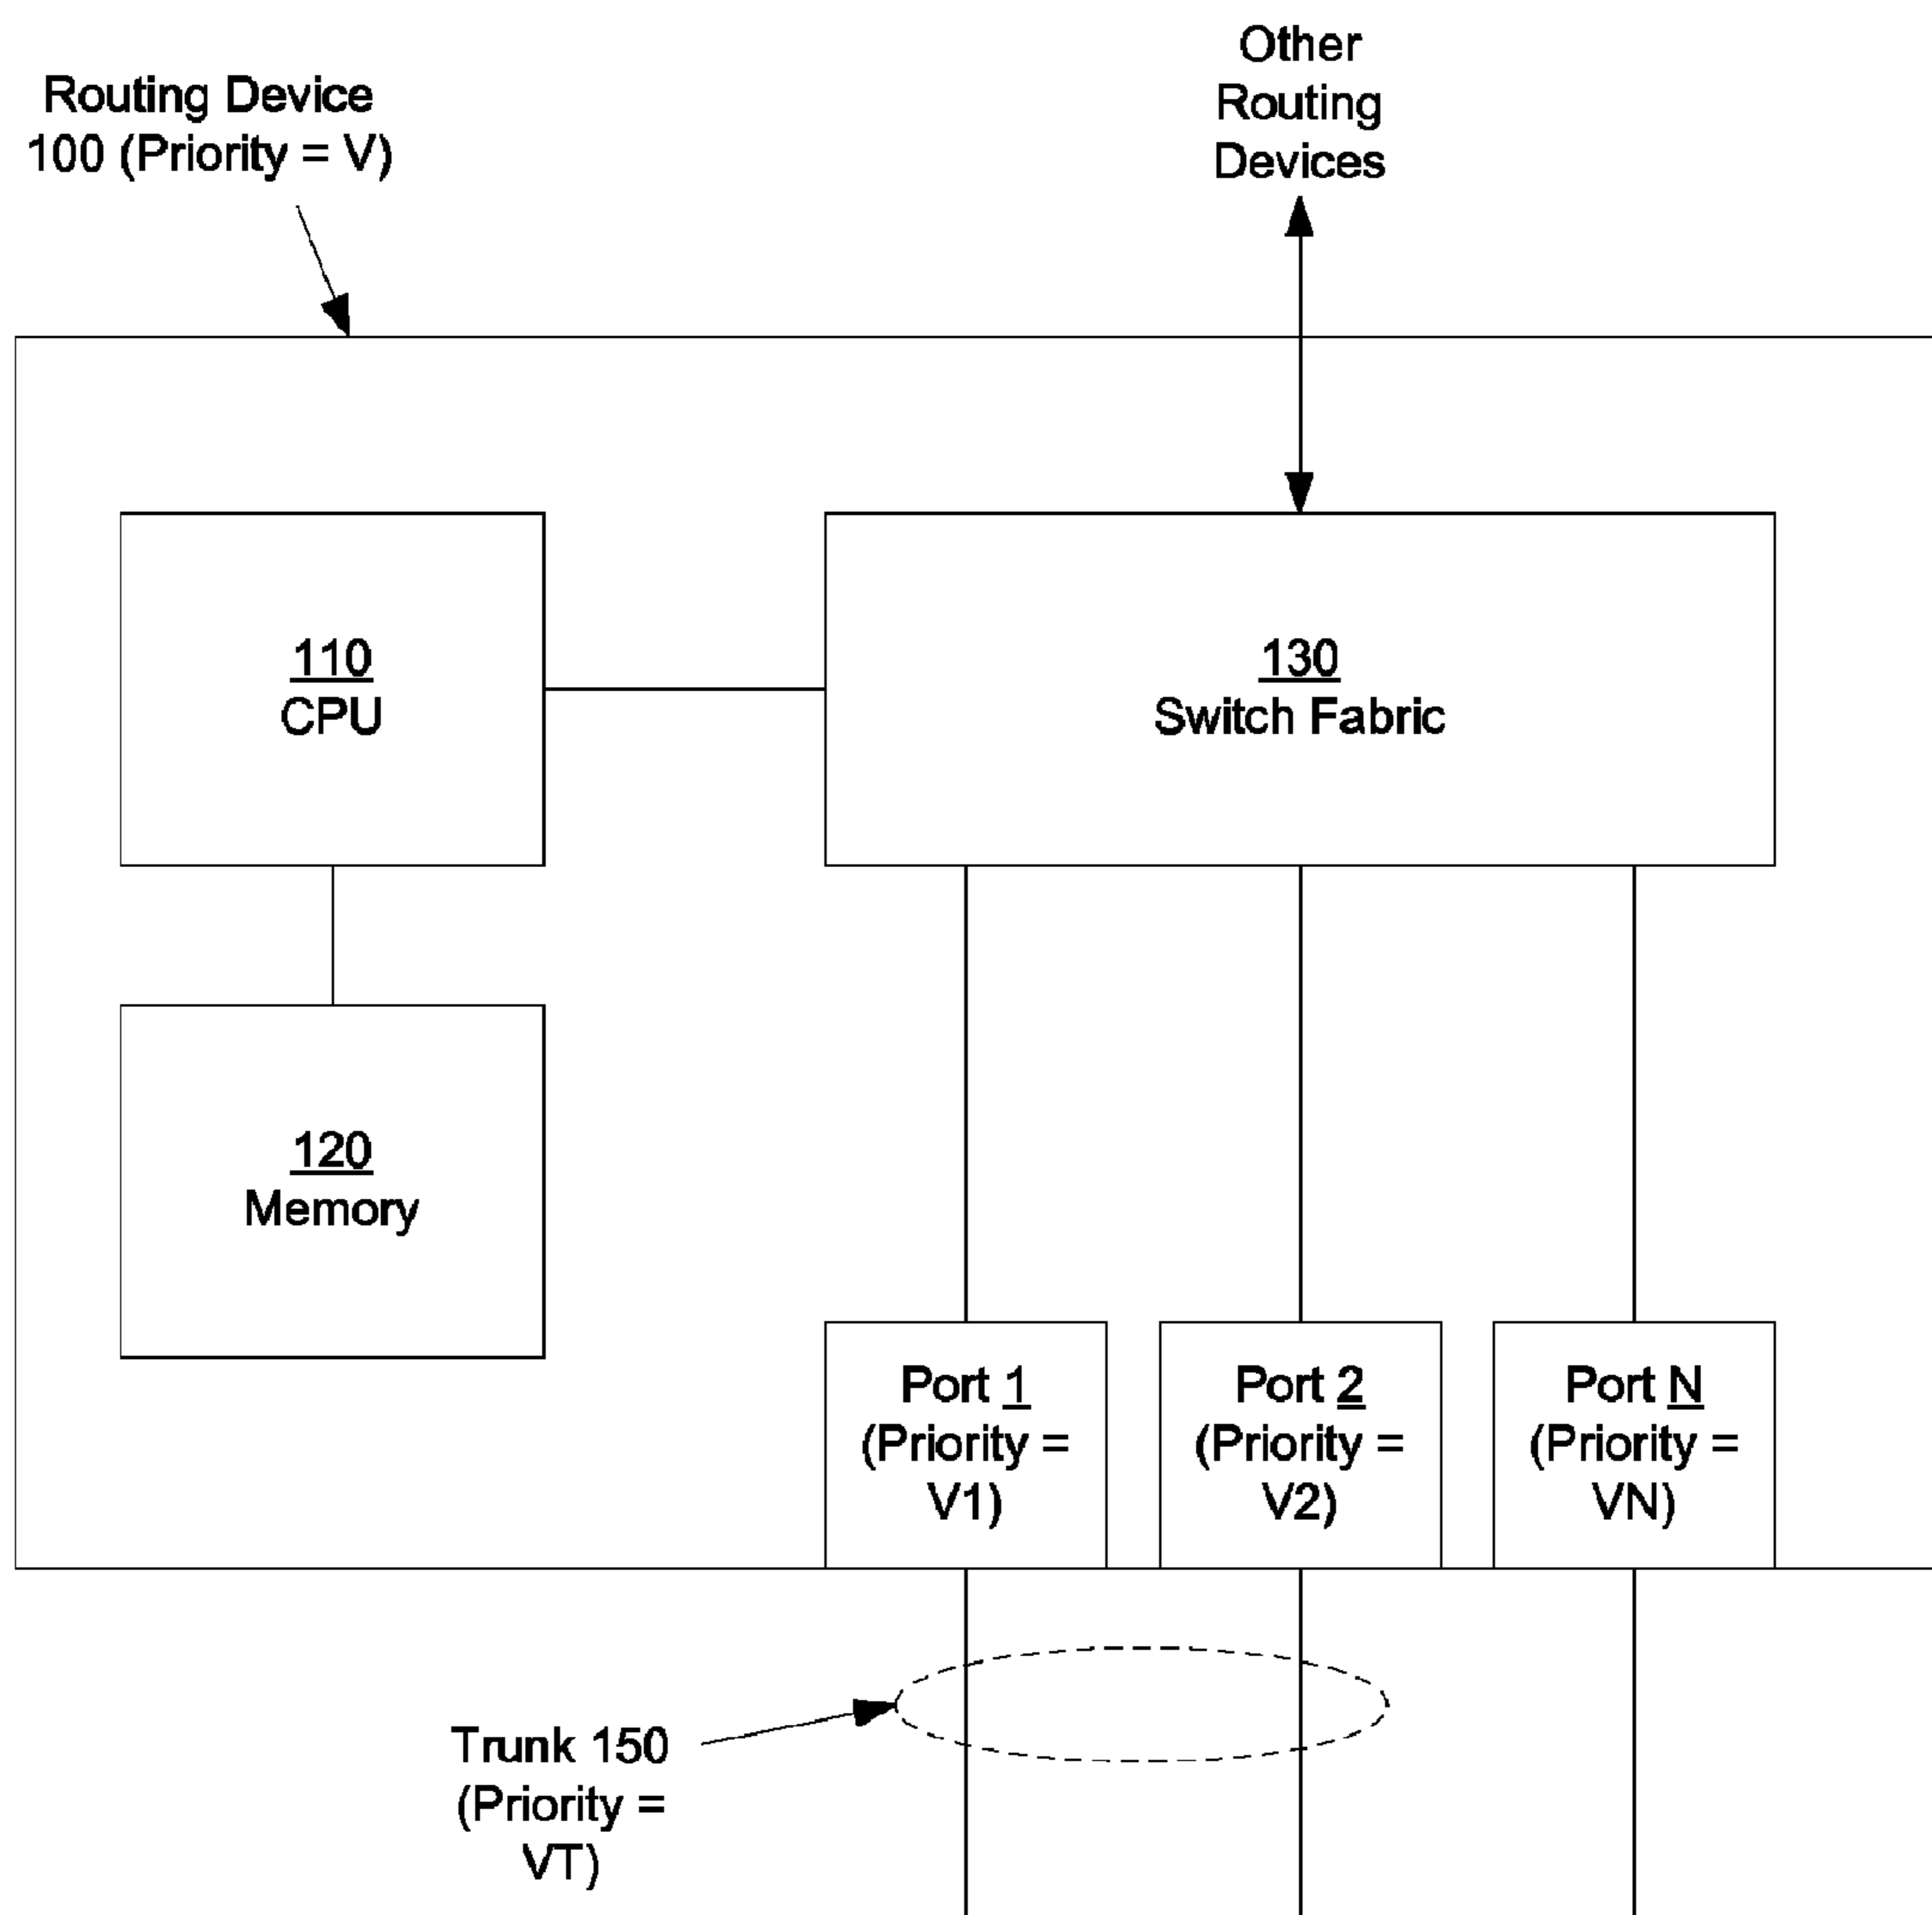 Other
Routing
Devices
Routing Device
100 (Priority = V)
110
CPU
130
Switch Fabric
120
Memory
Port 1
(Priority =
V1)
Port 2
(Priority =
V2)
Port N
(Priority =
VN)
Trunk 150
(Priority =
VT)